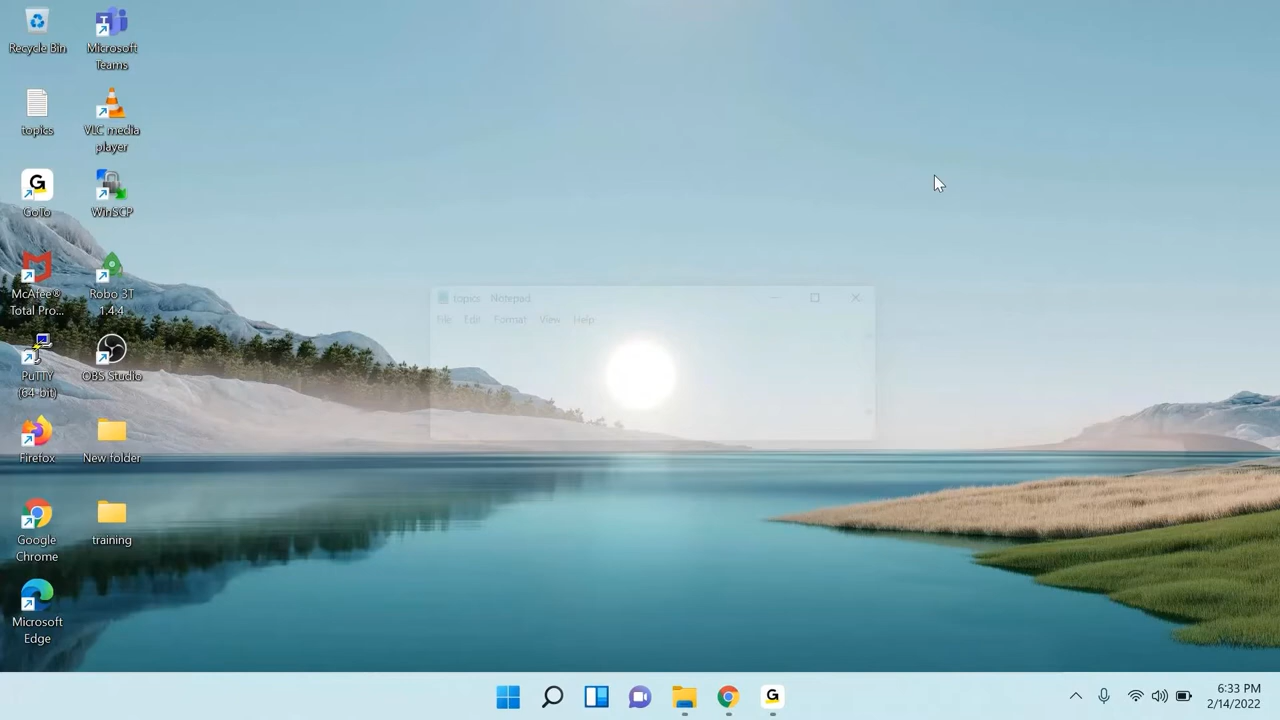 Recycle Bin
Microsoft
Teams
topics
VLC media
player
GoTo
WinSCP
McAfee®
Total Pro...
Robo 3T
1.4.4
PuTTY
(64-bit)
OBS Studio
Firefox
New folder
Google
Chrome
training
Microsoft
Edge
topics - Notepad
File Edit Format View Help
G
G
6:33 PM
2/14/2022